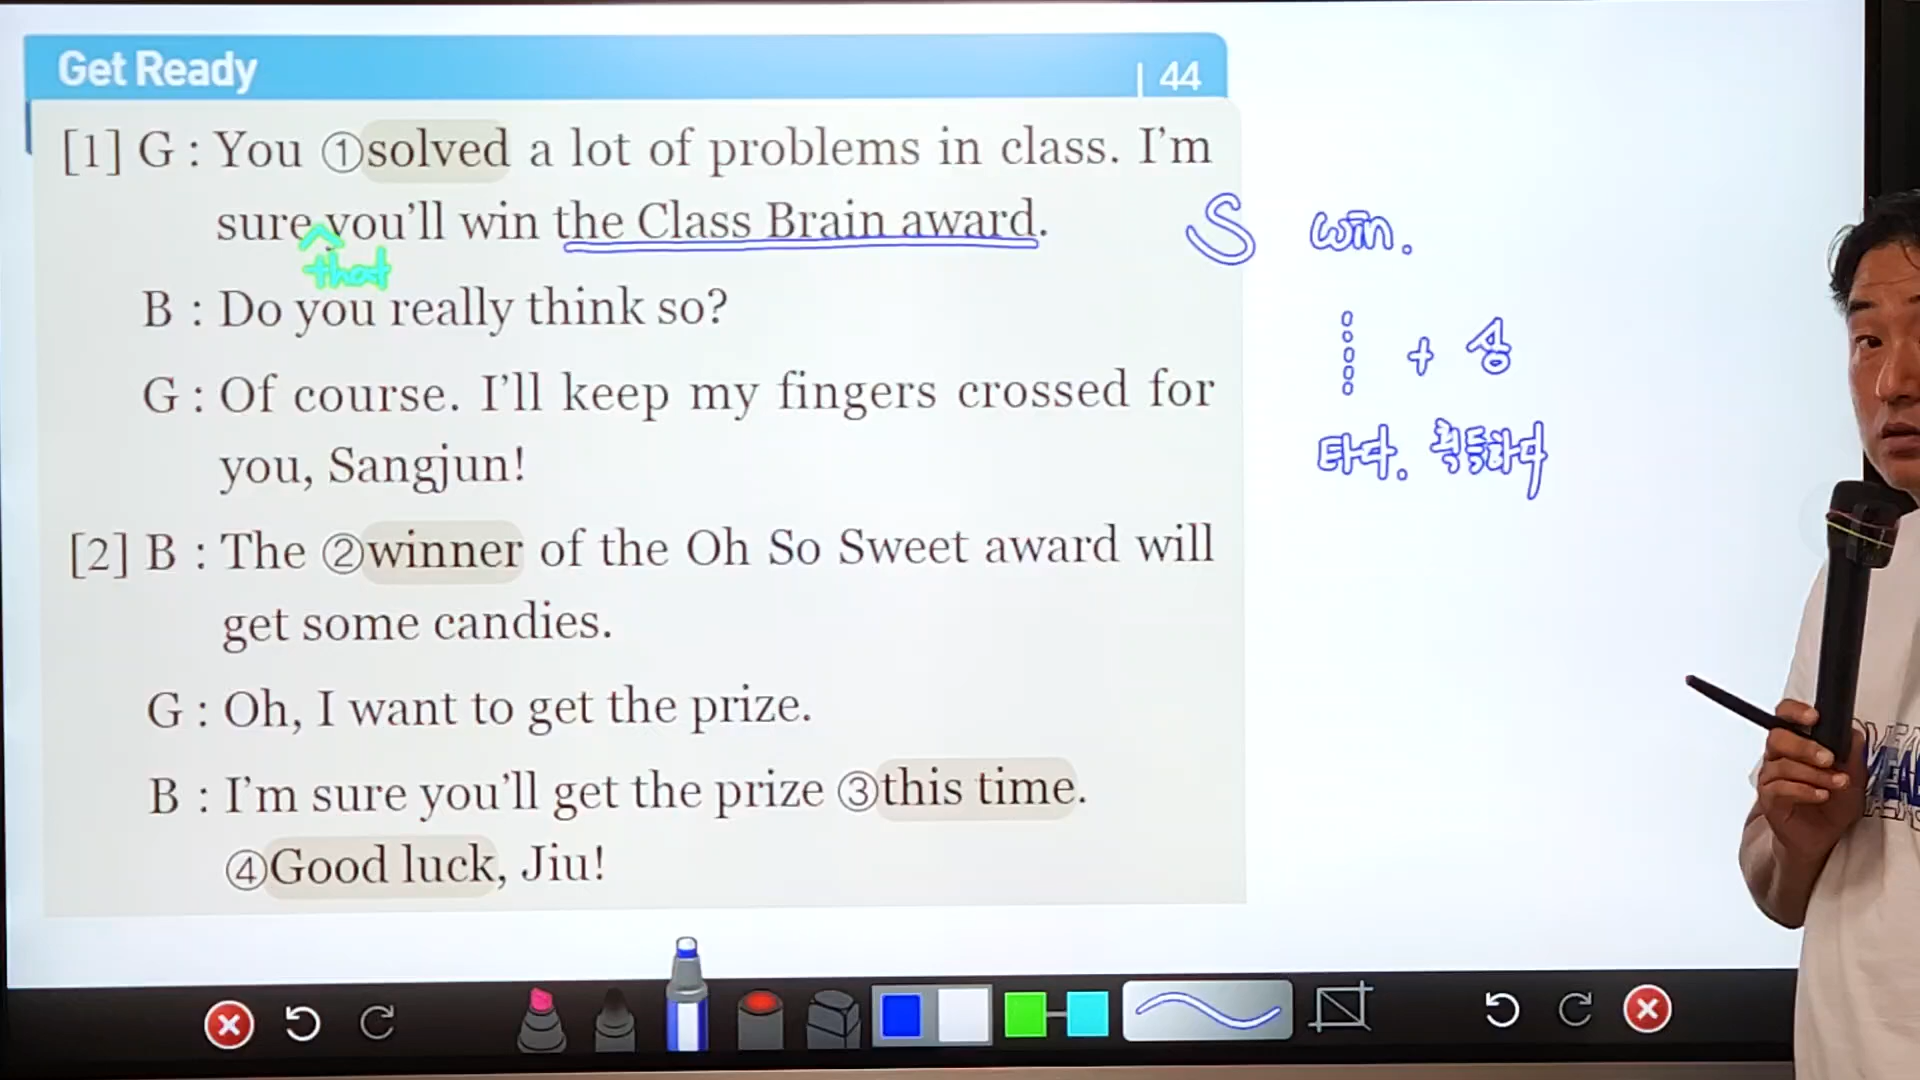 Get Ready
| 44
[1] G : You ①solved a lot of problems in class. I'm
sure you'll win the Class Brain award.
that
B : Do you really think so?
G : Of course. I'll keep my fingers crossed for
you, Sangjun!
[2] B : The ②winner of the Oh So Sweet award will
get some candies.
G : Oh, I want to get the prize.
B : I'm sure you'll get the prize ③this time.
④Good luck, Jiu!
S win.
+ 상
타다. 획득하다